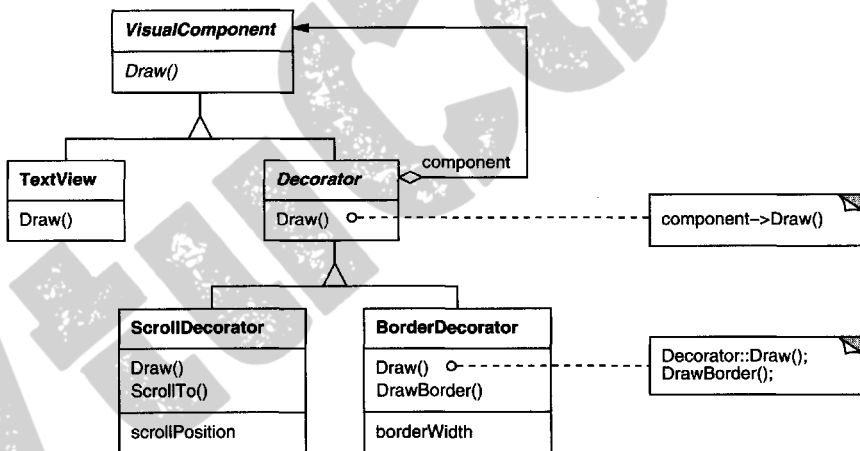 VisualComponent
Draw()
component
TextView
Draw()
Decorator
Draw()
component–>Draw()
ScrollDecorator
Draw()
ScrollTo()
scrollPosition
BorderDecorator
Draw()
DrawBorder()
borderWidth
Decorator::Draw();
DrawBorder();